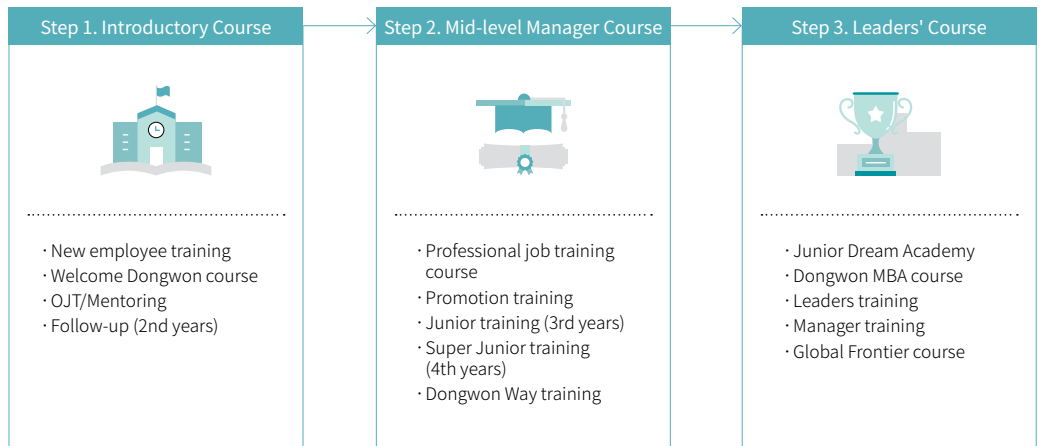 Step 1. Introductory Course
· New employee training
· Welcome Dongwon course
· OJT/Mentoring
· Follow-up (2nd years)
Step 2. Mid-level Manager Course
· Professional job training
course
· Promotion training
· Junior training (3rd years)
· Super Junior training
(4th years)
· Dongwon Way training
Step 3. Leaders' Course
· Junior Dream Academy
· Dongwon MBA course
· Leaders training
· Manager training
· Global Frontier course